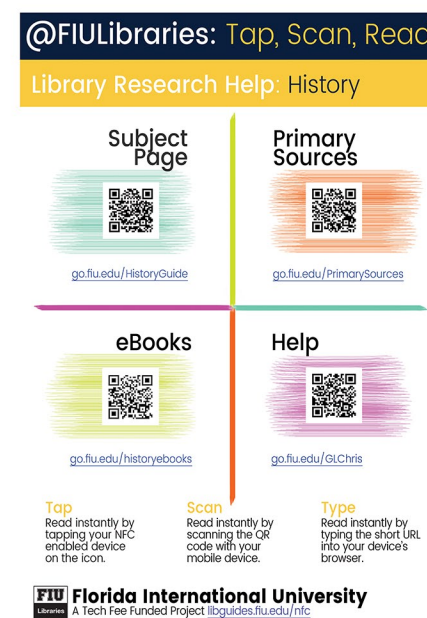 @FIULibraries: Tap, Scan, Read
Library Research Help: History
Subject
Page
go.fiu.edu/HistoryGuide
Primary
Sources
go.fiu.edu/PrimarySources
eBooks
go.fiu.edu/historyebooks
Help
go.fiu.edu/GLChris
Tap
Read instantly by
tapping your NFC
enabled device
on the icon.
Scan
Read instantly by
scanning the QR
code with your
mobile device.
Type
Read instantly by
typing the short URL
into your device's
browser.
FIU
Libraries
Florida International University
A Tech Fee Funded Project libguides.fiu.edu/nfc